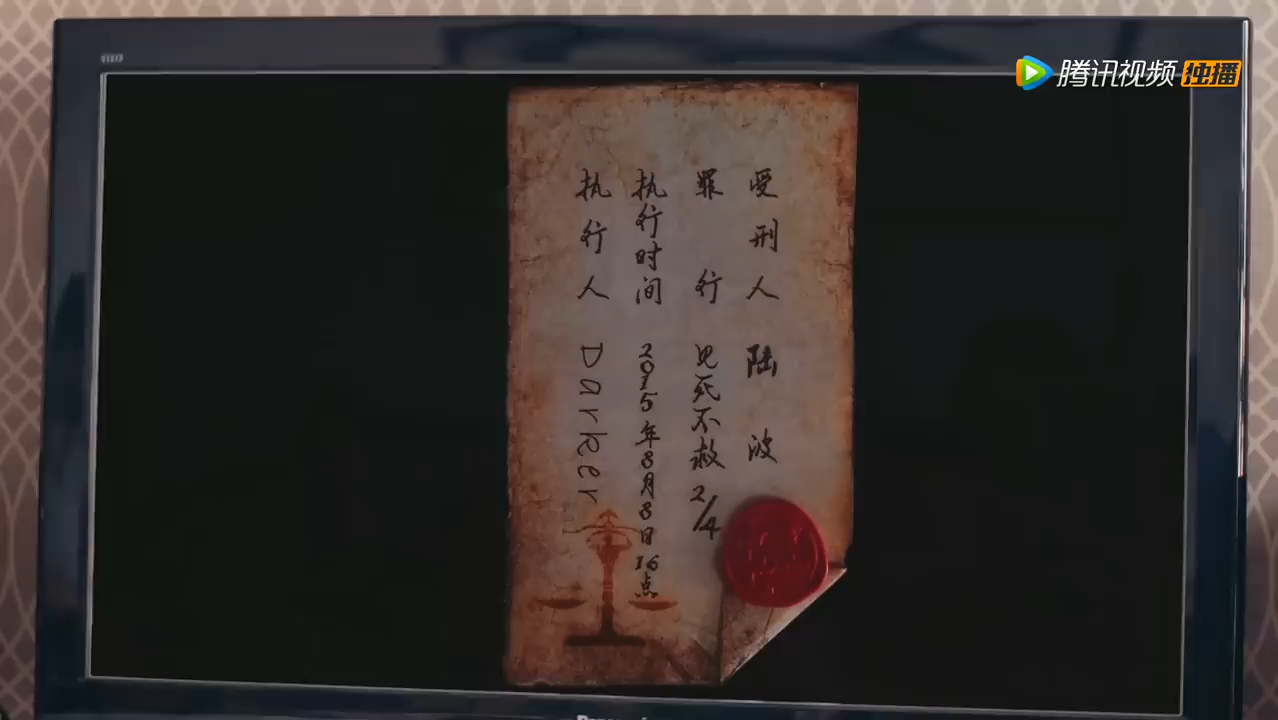 腾讯视频 独播
受刑人 陆波
罪行 见死不救 2/4
执行时间 2015年8月8日16点
执行人 Darker